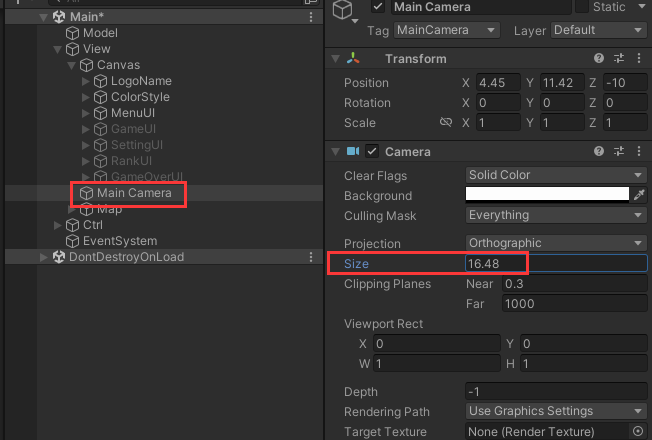 All
Main*
Model
View
Canvas
LogoName
ColorStyle
MenuUI
GameUI
SettingUI
RankUI
GameOverUI
Main Camera
Map
Ctrl
EventSystem
DontDestroyOnLoad
Main Camera Static
Tag MainCamera Layer Default
Transform
Position X 4.45 Y 11.42 Z -10
Rotation X 0 Y 0 Z 0
Scale X 1 Y 1 Z 1
Camera
Clear Flags Solid Color
Background
Culling Mask Everything
Projection Orthographic
Size 16.48
Clipping Planes Near 0.3
Far 1000
Viewport Rect
X 0 Y 0
W 1 H 1
Depth -1
Rendering Path Use Graphics Settings
Target Texture None (Render Texture)